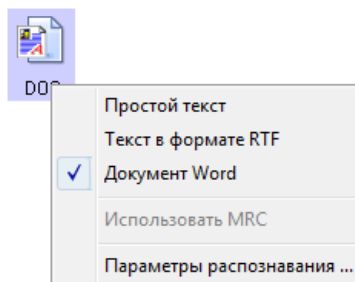 DOC
Простой текст
Текст в формате RTF
Документ Word
Использовать MRC
Параметры распознавания ...